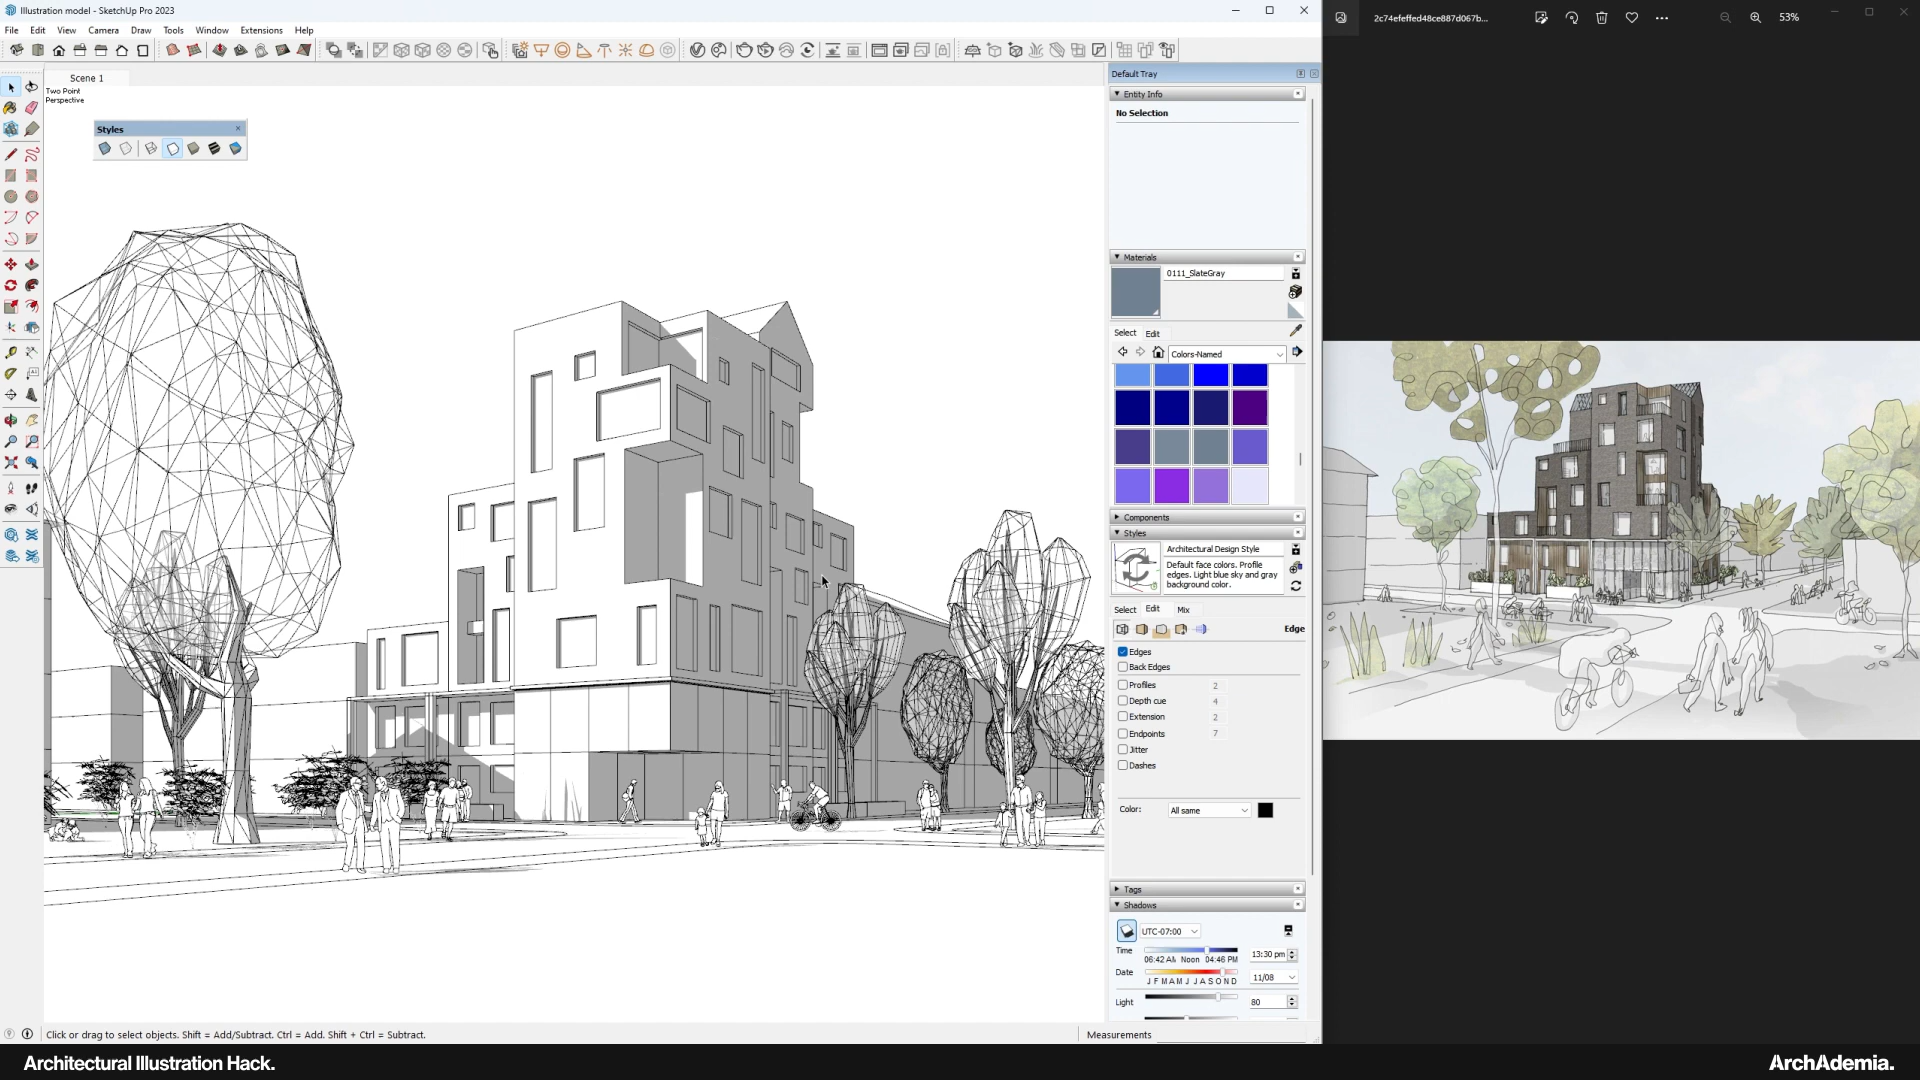 Illustration model - SketchUp Pro 2023
File Edit View Camera Draw Tools Window Extensions Help
Scene 1
Two Point
Perspective
Styles
Default Tray
Entity Info
No Selection
Materials
0111_SlateGray
Select Edit
Colors-Named
Components
Styles
Architectural Design Style
Default face colors. Profile
edges. Light blue sky and gray
background color.
Select Edit Mix
Edge
Edges
Back Edges
Profiles 2
Depth cue 4
Extension 2
Endpoints 7
Jitter
Dashes
Color: All same
Tags
Shadows
UTC-07:00
Time 13:30 pm
06:42 AM Noon 04:46 PM
Date 11/08
J F M A M J J A S O N D
Light 80
Click or drag to select objects. Shift = Add/Subtract. Ctrl = Add. Shift + Ctrl = Subtract.
Measurements
2c74efeffed48ce887d067b...
53%
Architectural Illustration Hack.
ArchAdemia.